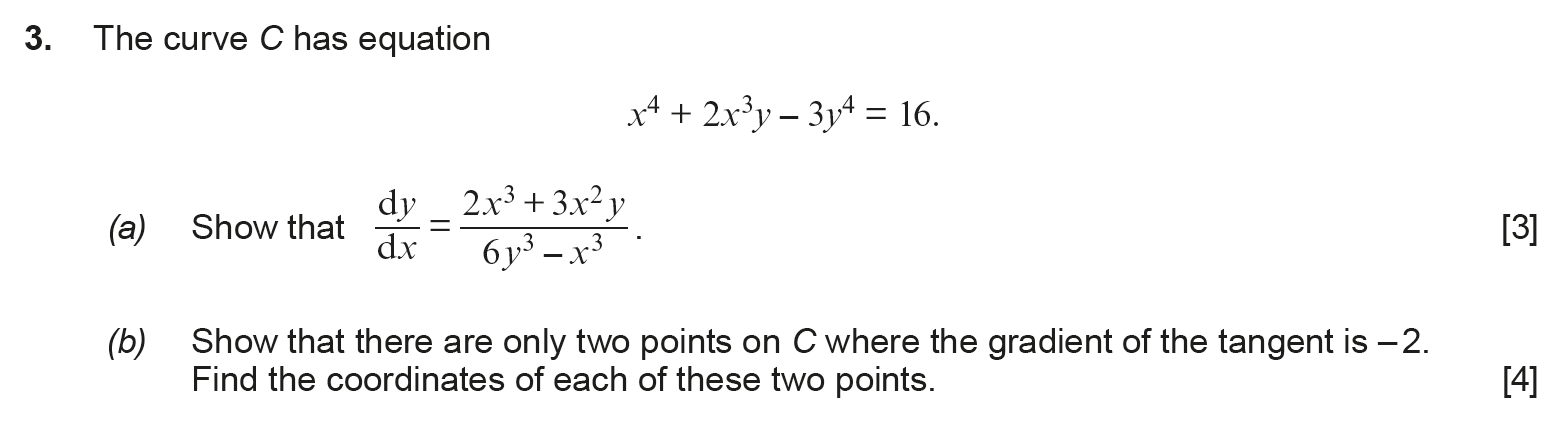 3. The curve C has equation
x⁴ + 2x³y – 3y⁴ = 16.
(a) Show that dy/dx = (2x³ + 3x²y)/(6y³ – x³). [3]
(b) Show that there are only two points on C where the gradient of the tangent is –2.
Find the coordinates of each of these two points. [4]